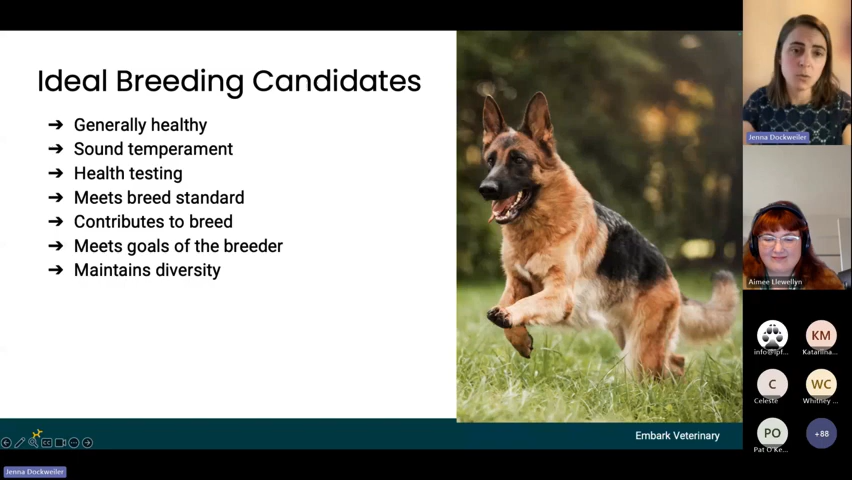 Ideal Breeding Candidates
➔ Generally healthy
➔ Sound temperament
➔ Health testing
➔ Meets breed standard
➔ Contributes to breed
➔ Meets goals of the breeder
➔ Maintains diversity
Embark Veterinary
Jenna Dockweiler
Jenna Dockweiler
Aimee Llewellyn
KM
info@ipf...
Katariina...
C
WC
Celeste
Whitney ...
PO
+88
Pat O'Ke...